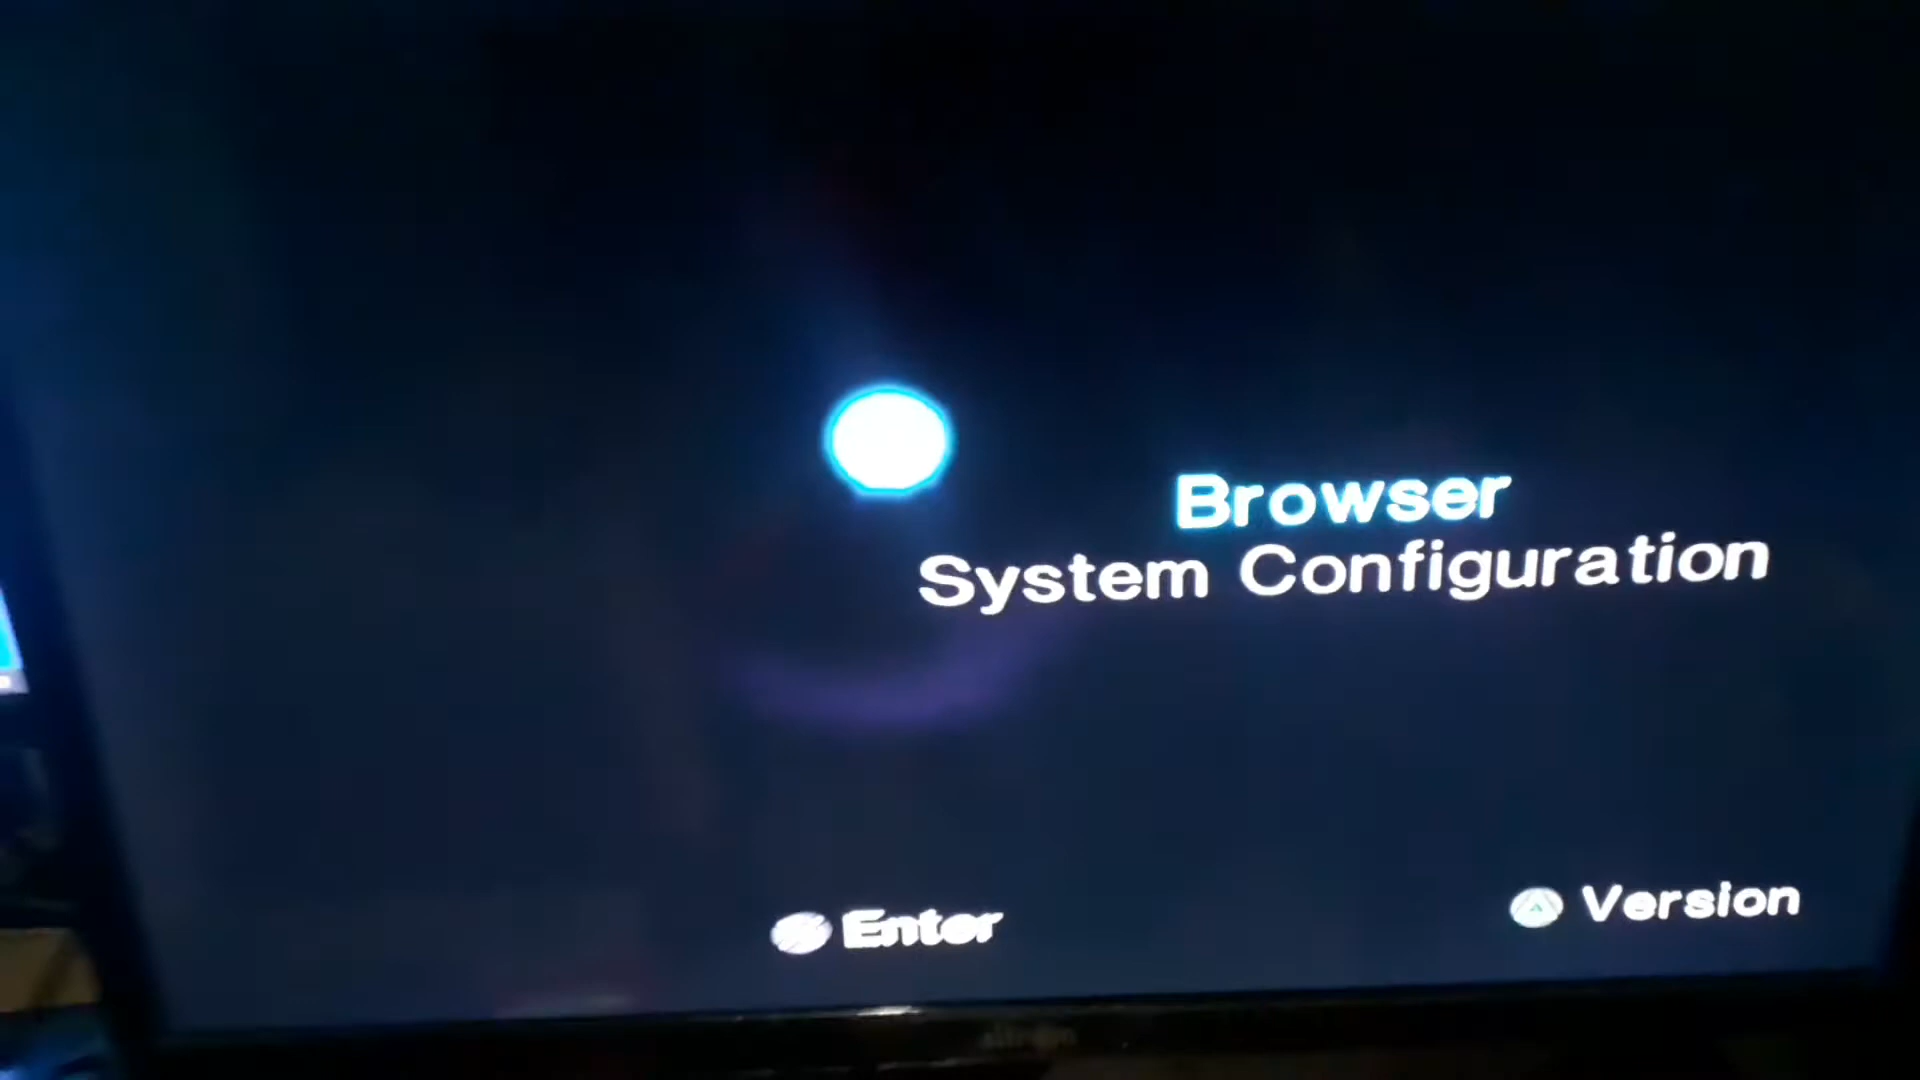 Browser
System Configuration
Enter
Version